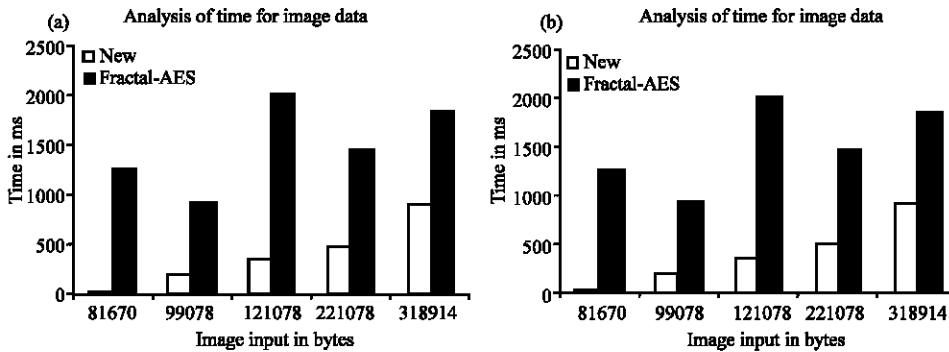 (a)
Analysis of time for image data
2500
2000
1500
1000
500
0
Time in ms
New
Fractal-AES
81670 99078 121078 221078 318914
Image input in bytes
(b)
Analysis of time for image data
2500
2000
1500
1000
500
0
Time in ms
New
Fractal-AES
81670 99078 121078 221078 318914
Image input in bytes